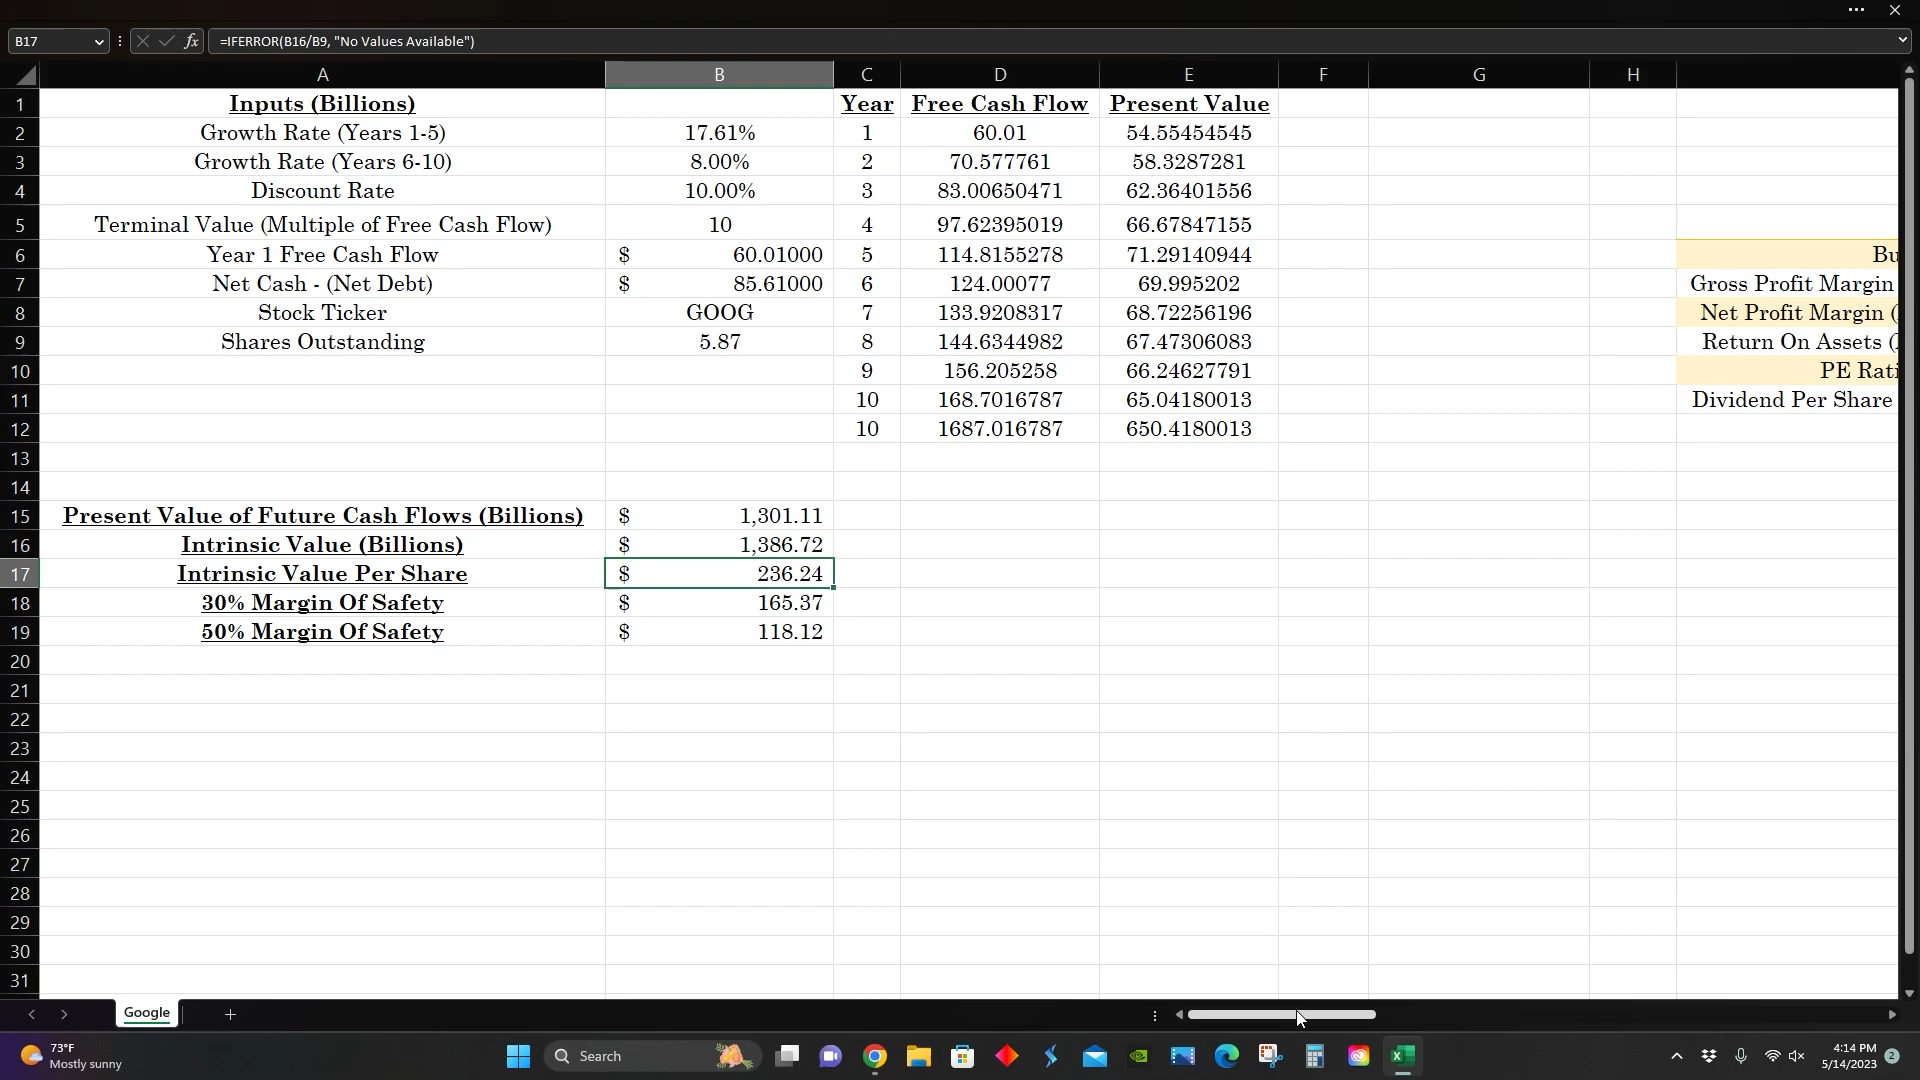 B17 =IFERROR(B16/B9, "No Values Available")
A B C D E F G H
1 Inputs (Billions) Year Free Cash Flow Present Value
2 Growth Rate (Years 1-5) 17.61% 1 60.01 54.55454545
3 Growth Rate (Years 6-10) 8.00% 2 70.577761 58.3287281
4 Discount Rate 10.00% 3 83.00650471 62.36401556
5 Terminal Value (Multiple of Free Cash Flow) 10 4 97.62395019 66.67847155
6 Year 1 Free Cash Flow $ 60.01000 5 114.8155278 71.29140944 Bu
7 Net Cash - (Net Debt) $ 85.61000 6 124.00077 69.995202 Gross Profit Margin
8 Stock Ticker GOOG 7 133.9208317 68.72256196 Net Profit Margin (
9 Shares Outstanding 5.87 8 144.6344982 67.47306083 Return On Assets (
10 9 156.205258 66.24627791 PE Rati
11 10 168.7016787 65.04180013 Dividend Per Share
12 10 1687.016787 650.4180013
13
14
15 Present Value of Future Cash Flows (Billions) $ 1,301.11
16 Intrinsic Value (Billions) $ 1,386.72
17 Intrinsic Value Per Share $ 236.24
18 30% Margin Of Safety $ 165.37
19 50% Margin Of Safety $ 118.12
20
21
22
23
24
25
26
27
28
29
30
31
Google
73°F
Mostly sunny
Search
4:14 PM
5/14/2023
2